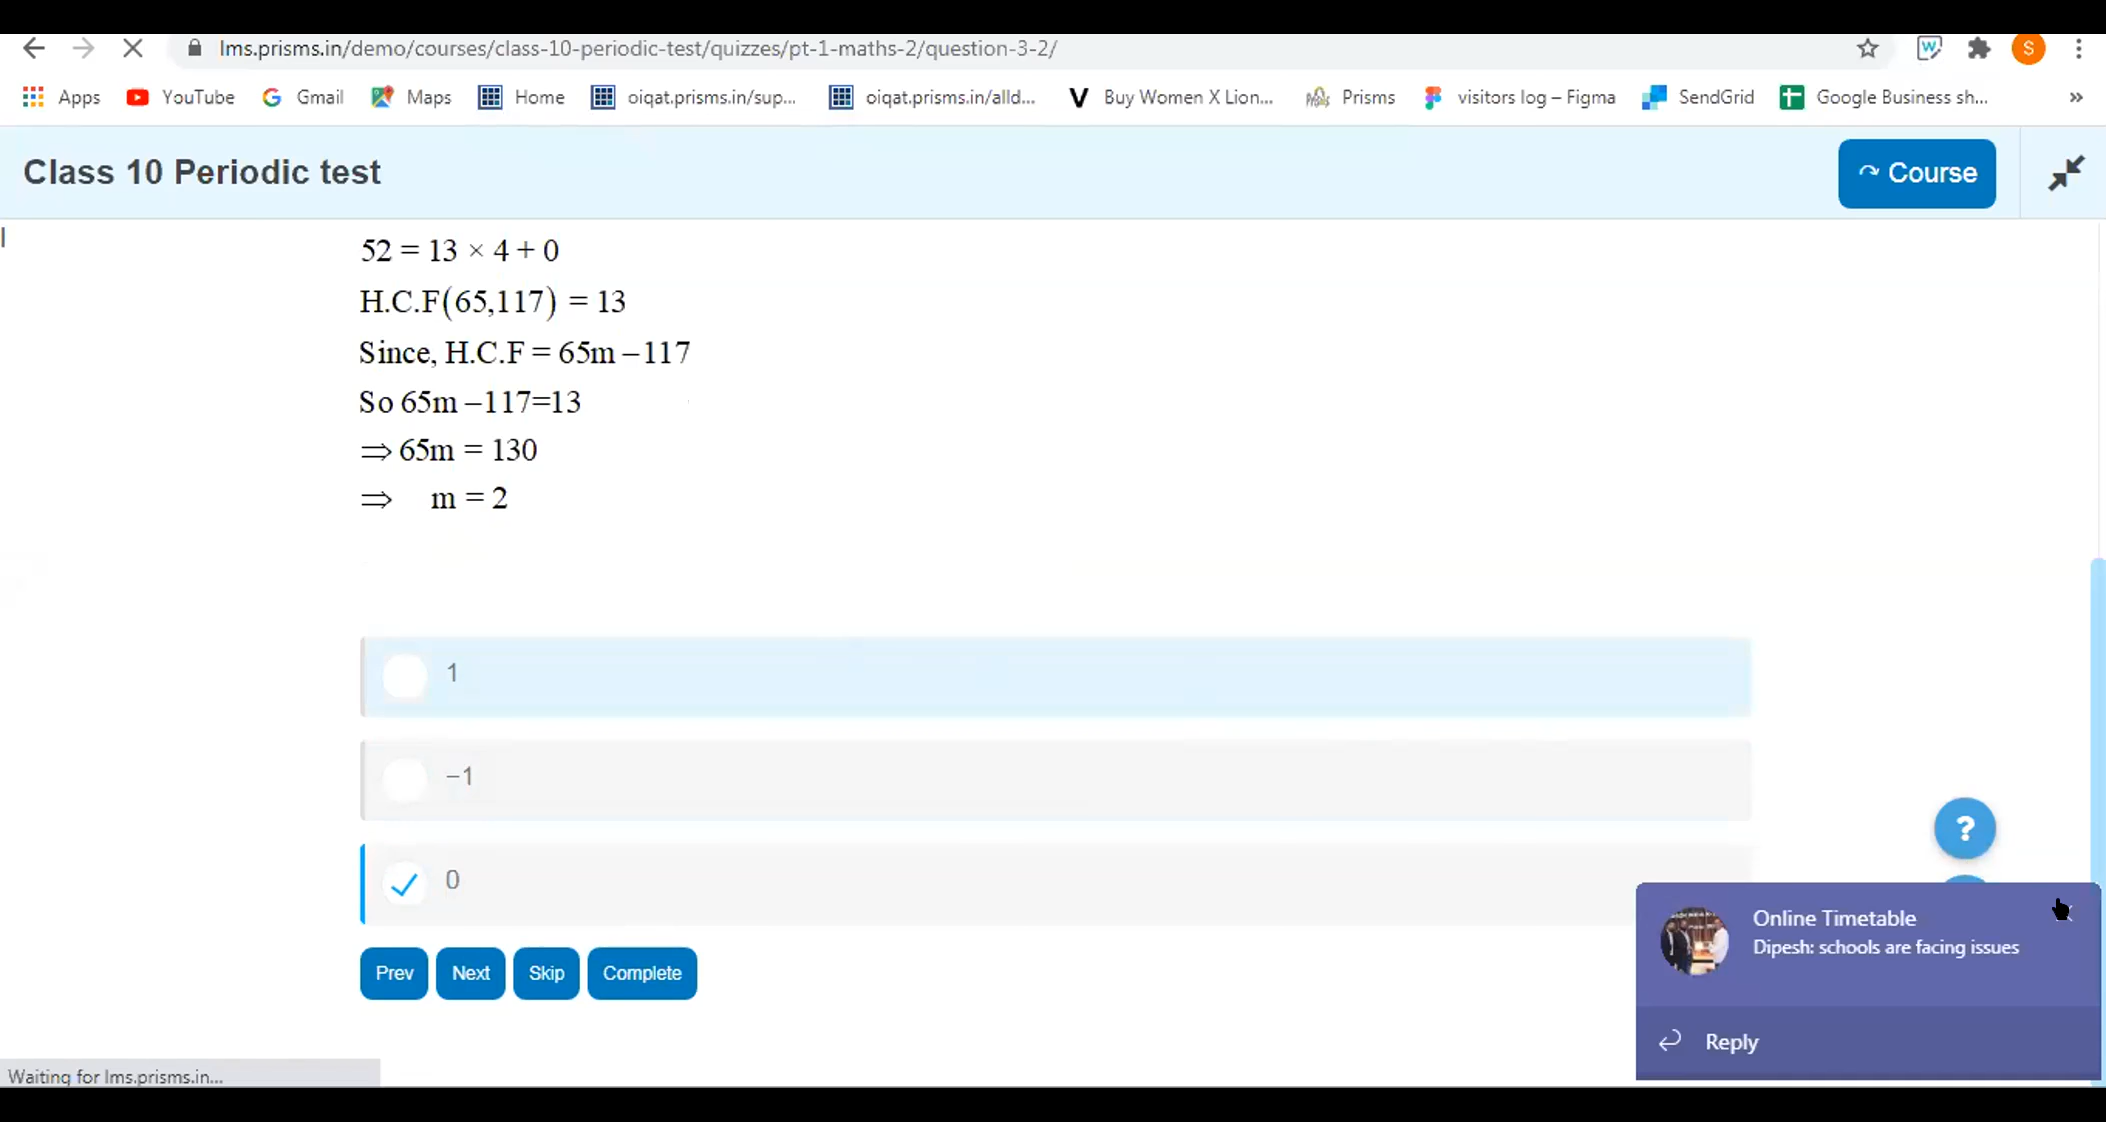 lms.prisms.in/demo/courses/class-10-periodic-test/quizzes/pt-1-maths-2/question-3-2/
S
Apps YouTube Gmail Maps Home oiqat.prisms.in/sup... oiqat.prisms.in/alld... Buy Women X Lion... Prisms visitors log – Figma SendGrid Google Business sh... »
Class 10 Periodic test
Course
52 = 13 × 4 + 0
H.C.F(65,117) = 13
Since, H.C.F = 65m – 117
So 65m – 117=13
⇒ 65m = 130
⇒ m = 2
1
–1
0
?
Prev Next Skip Complete
Online Timetable
Dipesh: schools are facing issues
Reply
Waiting for lms.prisms.in...